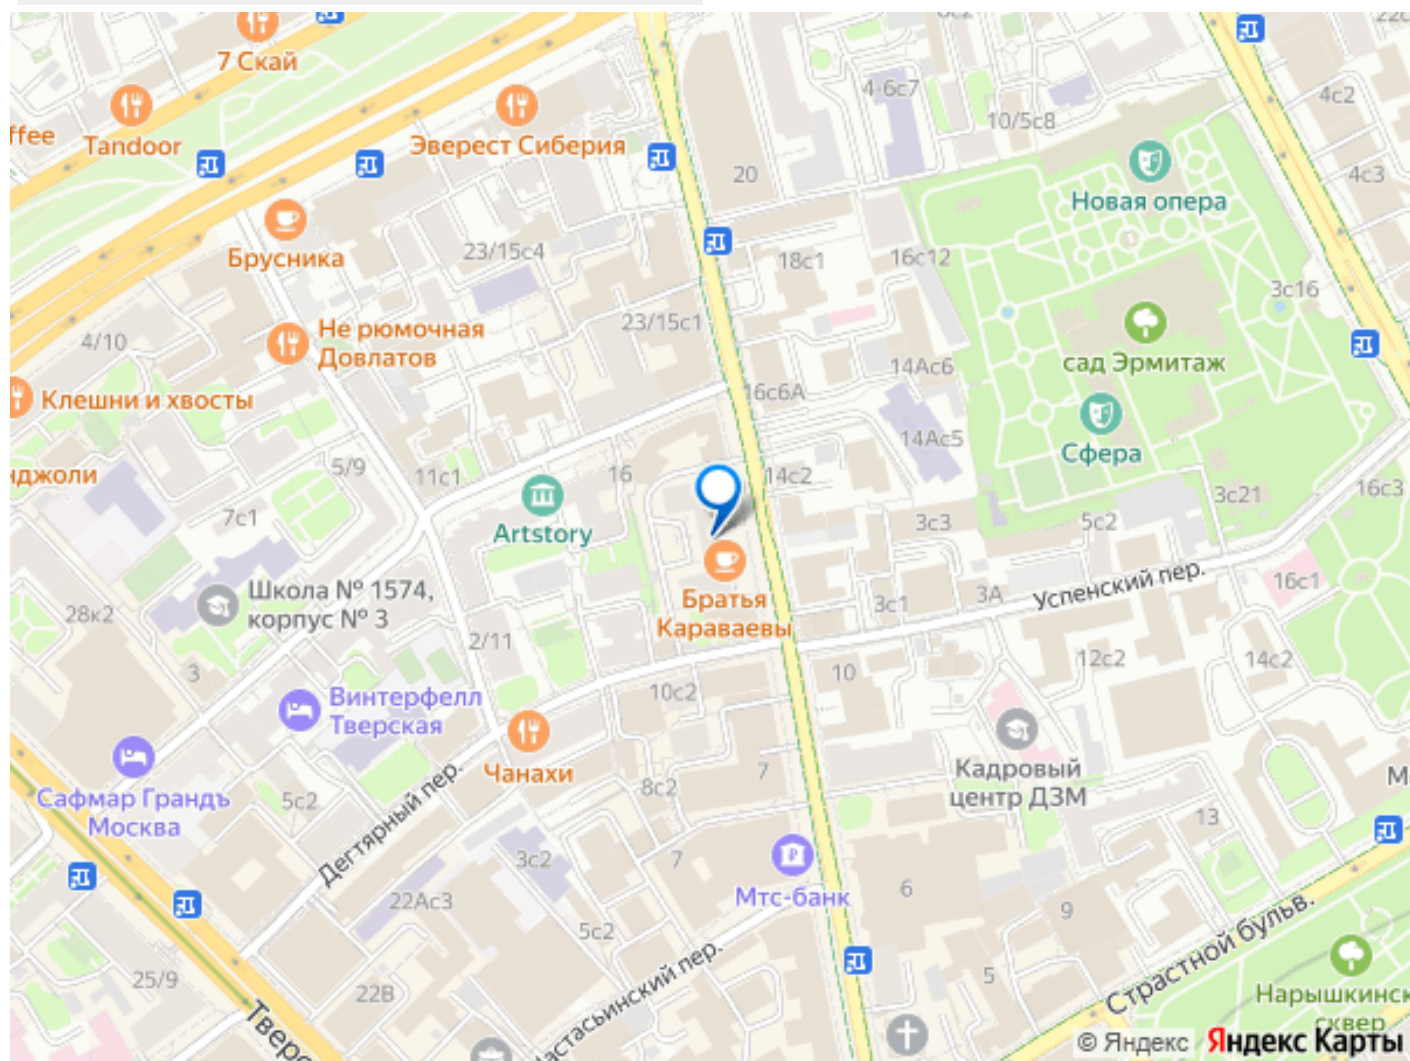 6с2
22с
7 Скай
4-6с7
4с2
ffee
Tandoor
Эверест Сиберия
10/5с8
20
4с3
Новая опера
Брусника
23/15с4
18с1
16с12
3с16
4/10
Не рюмочная
Довлатов
23/15с1
сад Эрмитаж
14Ас6
Клешни и хвосты
16с6А
14Ас5
Сфера
нджоли
5/9
11с1
16
14с2
3с21
16с3
7с1
Artstory
3с3
5с2
Школа № 1574,
корпус № 3
28к2
Братья
Караваевы
3с1
3А
Успенский пер.
16с1
2/11
3
10с2
10
12с2
14с2
Винтерфелл
Тверская
Чанахи
8с2
7
Кадровый
центр ДЗМ
М
Сафмар Грандъ
Москва
5с2
Дегтярный пер.
13
3с2
7
Мтс-банк
6
22Ас3
9
5с2
Страстной бульв.
25/9
22В
Настасьинский пер.
5
Нарышкинск
сквер
Тверс
© Яндекс Яндекс Карты